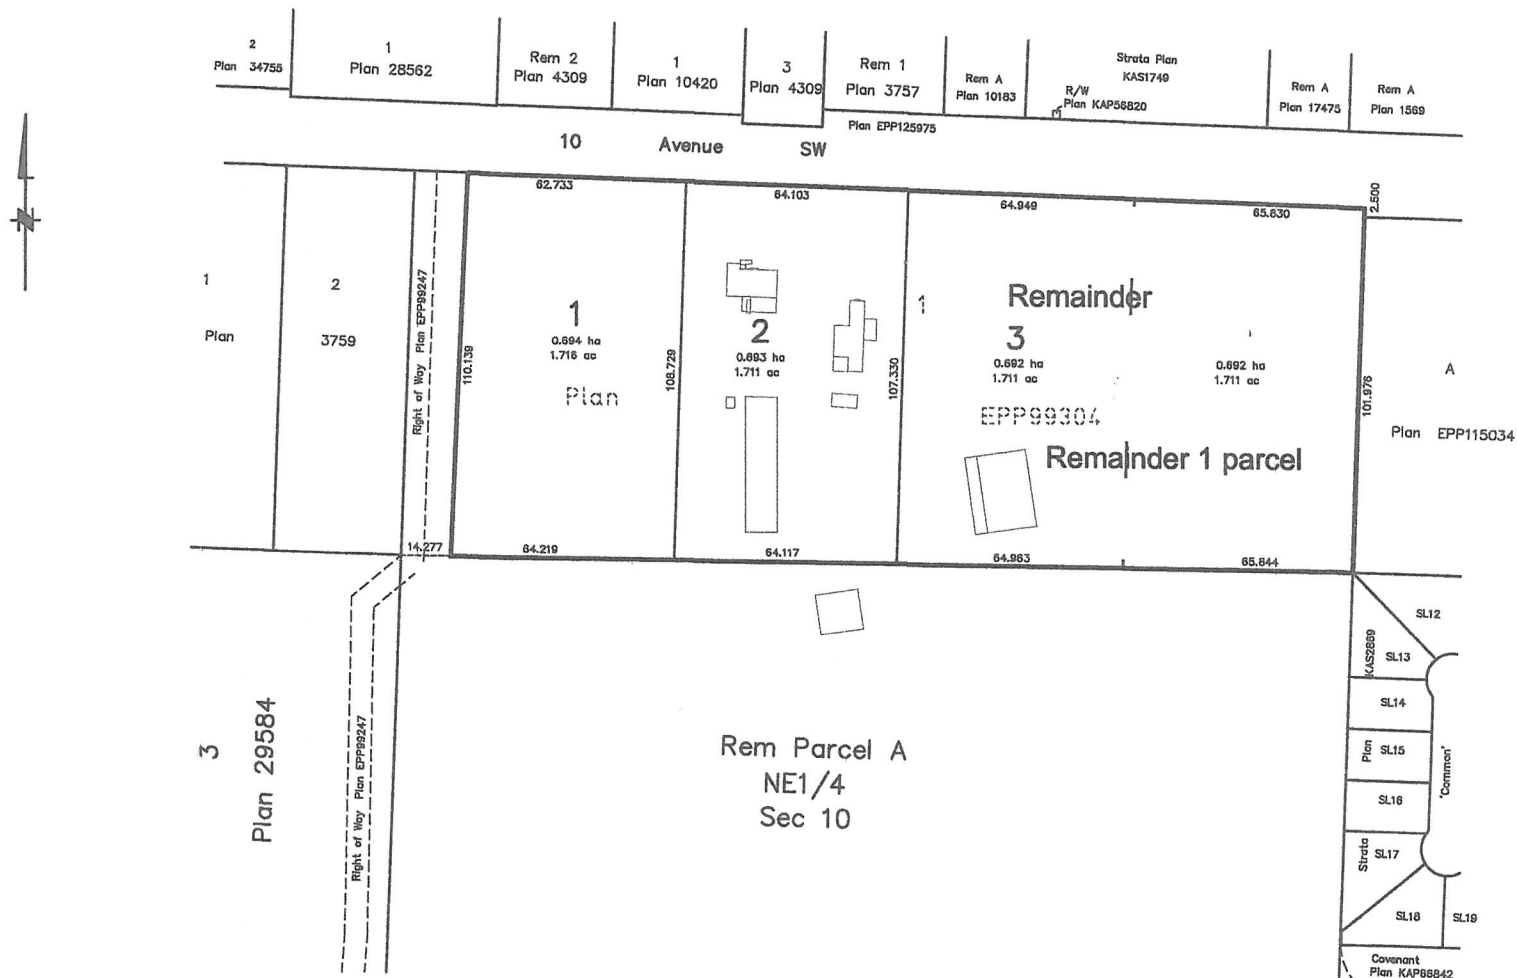 2
Plan 34755
1
Plan 28562
Rem 2
Plan 4309
1
Plan 10420
3
Plan 4309
Rem 1
Plan 3757
Rem A
Plan 10183
Strata Plan
KAS1749
R/W
Plan KAP56820
Rem A
Plan 17475
Rem A
Plan 1569
Plan EPP125975
10 Avenue SW
62.733
64.103
64.949
65.830
2.500
1
Plan
2
3759
Right of Way Plan EPP99247
110.139
1
0.694 ha
1.716 ac
Plan
108.729
2
0.693 ha
1.711 ac
107.330
1
Remainder
3
0.692 ha
1.711 ac
EPP99304
0.692 ha
1.711 ac
Remainder 1 parcel
101.976
A
Plan EPP115034
14.277
64.219
64.117
64.963
65.844
3
Plan 29584
Right of Way Plan EPP99247
Rem Parcel A
NE1/4
Sec 10
SL12
KAS2889
SL13
SL14
Plan
SL15
SL16
Strata
SL17
SL18
SL19
'Common'
Covenant
Plan KAP66842